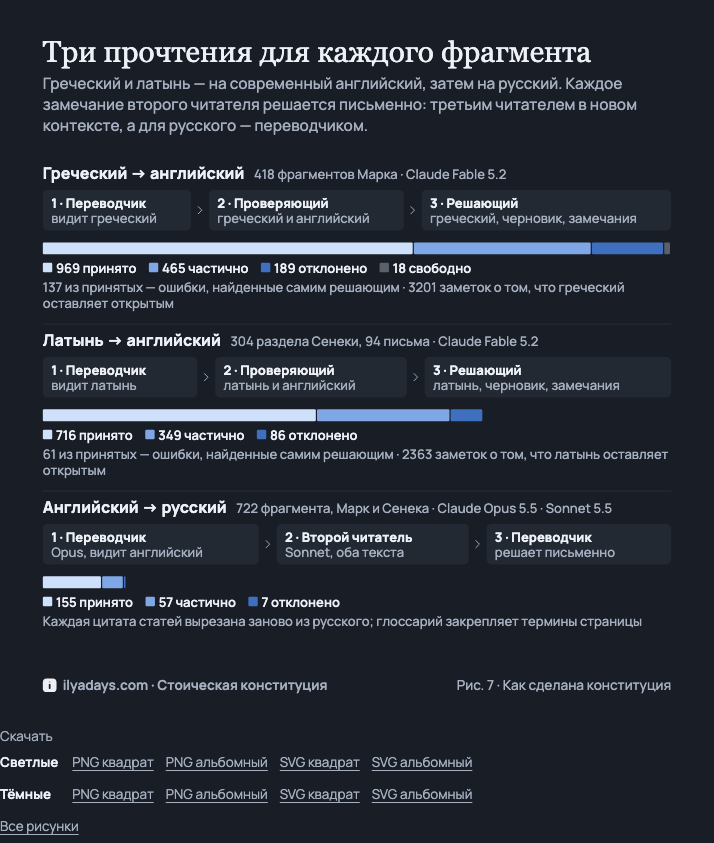 Три прочтения для каждого фрагмента
Греческий и латынь — на современный английский, затем на русский. Каждое
замечание второго читателя решается письменно: третьим читателем в новом
контексте, а для русского — переводчиком.
Греческий → английский 418 фрагментов Марка · Claude Fable 5.2
1 · Переводчик
видит греческий
2 · Проверяющий
греческий и английский
3 · Решающий
греческий, черновик, замечания
969 принято 465 частично 189 отклонено 18 свободно
137 из принятых — ошибки, найденные самим решающим · 3201 заметок о том, что греческий
оставляет открытым
Латынь → английский 304 раздела Сенеки, 94 письма · Claude Fable 5.2
1 · Переводчик
видит латынь
2 · Проверяющий
латынь и английский
3 · Решающий
латынь, черновик, замечания
716 принято 349 частично 86 отклонено
61 из принятых — ошибки, найденные самим решающим · 2363 заметок о том, что латынь оставляет
открытым
Английский → русский 722 фрагмента, Марк и Сенека · Claude Opus 5.5 · Sonnet 5.5
1 · Переводчик
Opus, видит английский
2 · Второй читатель
Sonnet, оба текста
3 · Переводчик
решает письменно
155 принято 57 частично 7 отклонено
Каждая цитата статей вырезана заново из русского; глоссарий закрепляет термины страницы
ilyadays.com · Стоическая конституция
Рис. 7 · Как сделана конституция
Скачать
Светлые PNG квадрат PNG альбомный SVG квадрат SVG альбомный
Тёмные PNG квадрат PNG альбомный SVG квадрат SVG альбомный
Все рисунки